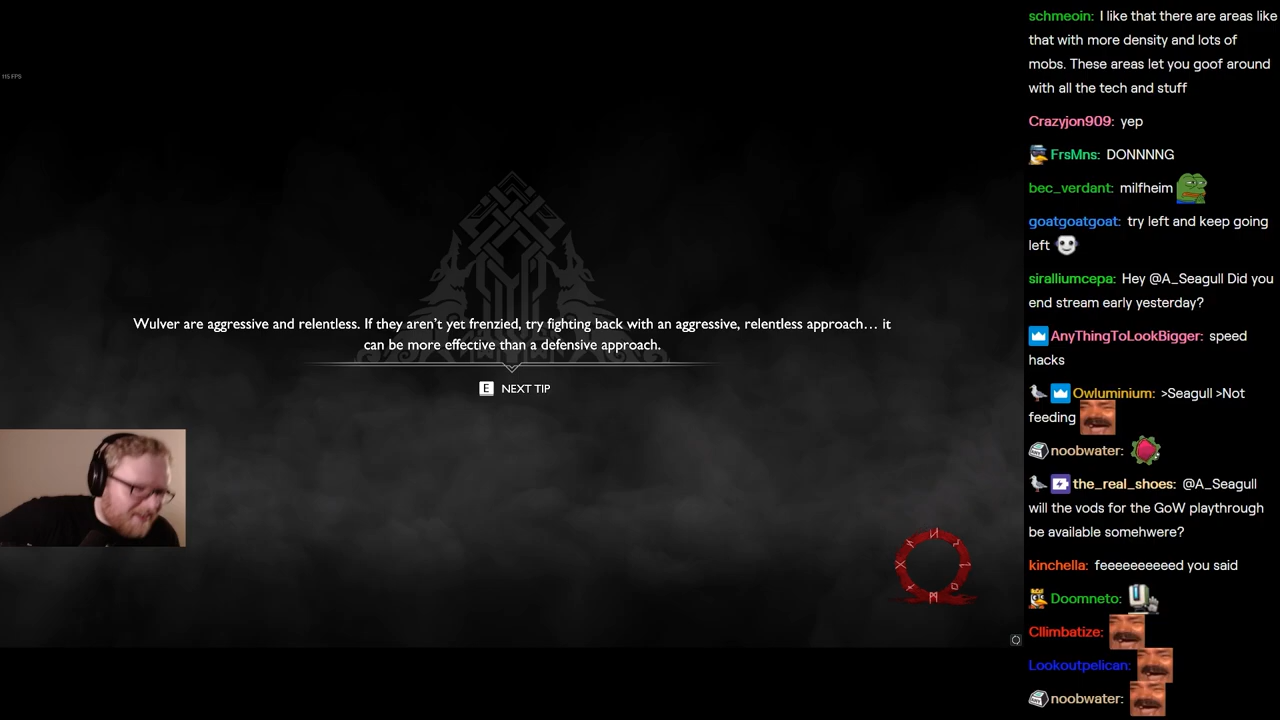 115 FPS
Wulver are aggressive and relentless. If they aren't yet frenzied, try fighting back with an aggressive, relentless approach… it
can be more effective than a defensive approach.
E NEXT TIP
schmeoin: I like that there are areas like
that with more density and lots of
mobs. These areas let you goof around
with all the tech and stuff
Crazyjon909: yep
FrsMns: DONNNNG
bec_verdant: milfheim
goatgoatgoat: try left and keep going
left
siralliumcepa: Hey @A_Seagull Did you
end stream early yesterday?
AnyThingToLookBigger: speed
hacks
Owluminium: >Seagull >Not
feeding
noobwater:
the_real_shoes: @A_Seagull
will the vods for the GoW playthrough
be available somehwere?
kinchella: feeeeeeeeeed you said
Doomneto:
Cllimbatize:
Lookoutpelican:
noobwater: